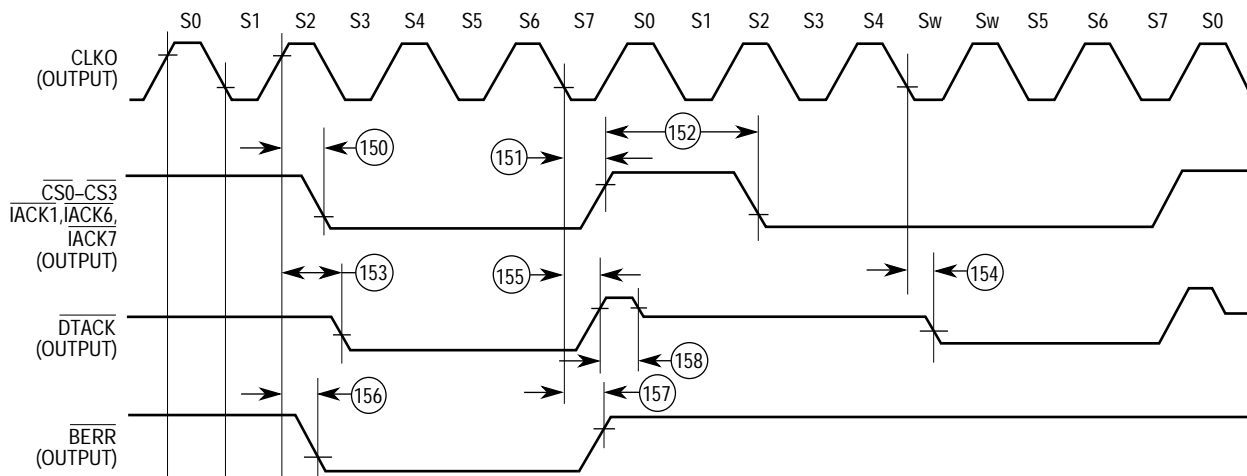 S0 S1 S2 S3 S4 S5 S6 S7 S0 S1 S2 S3 S4 Sw Sw S5 S6 S7 S0
CLKO
(OUTPUT)
150
151
152
CS0–CS3
IACK1,IACK6,
IACK7
(OUTPUT)
153
155
154
DTACK
(OUTPUT)
158
156
157
BERR
(OUTPUT)